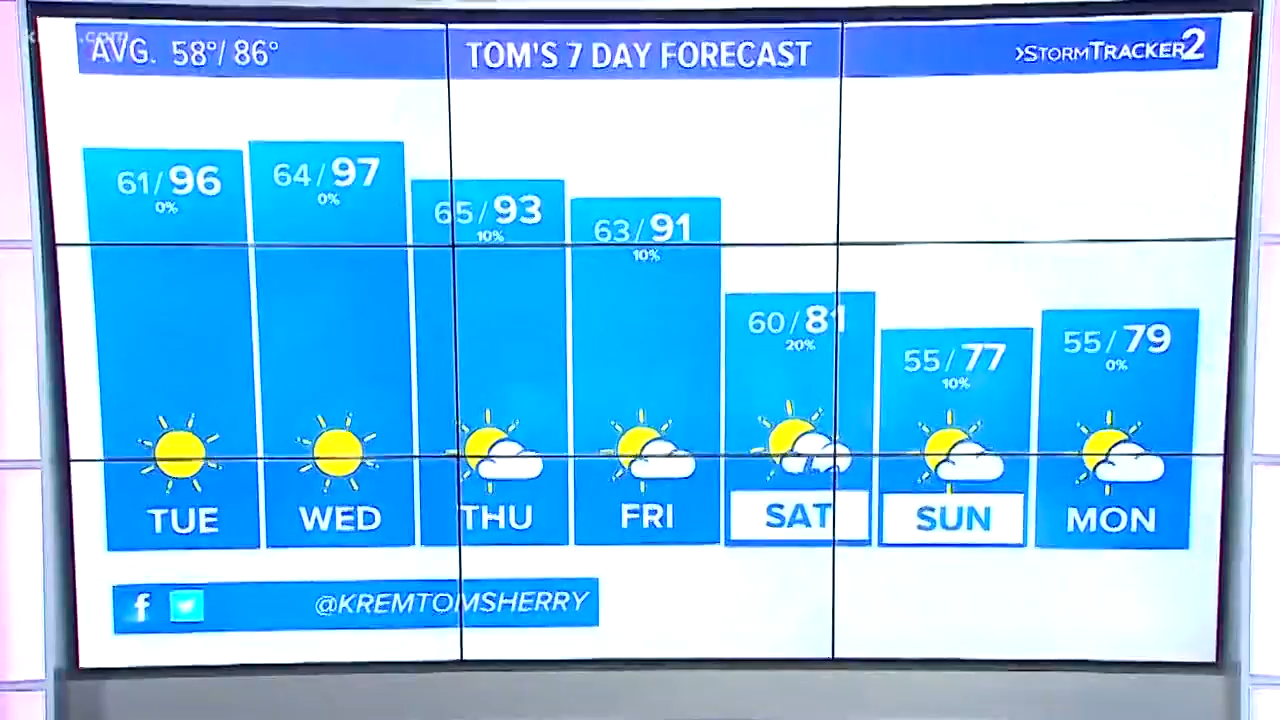 AVG. 58°/86°
TOM'S 7 DAY FORECAST
›STORMTRACKER2
61/96
0%
64/97
0%
65/93
10%
63/91
10%
60/81
20%
55/77
10%
55/79
0%
TUE
WED
THU
FRI
SAT
SUN
MON
f
@KREMTOMSHERRY